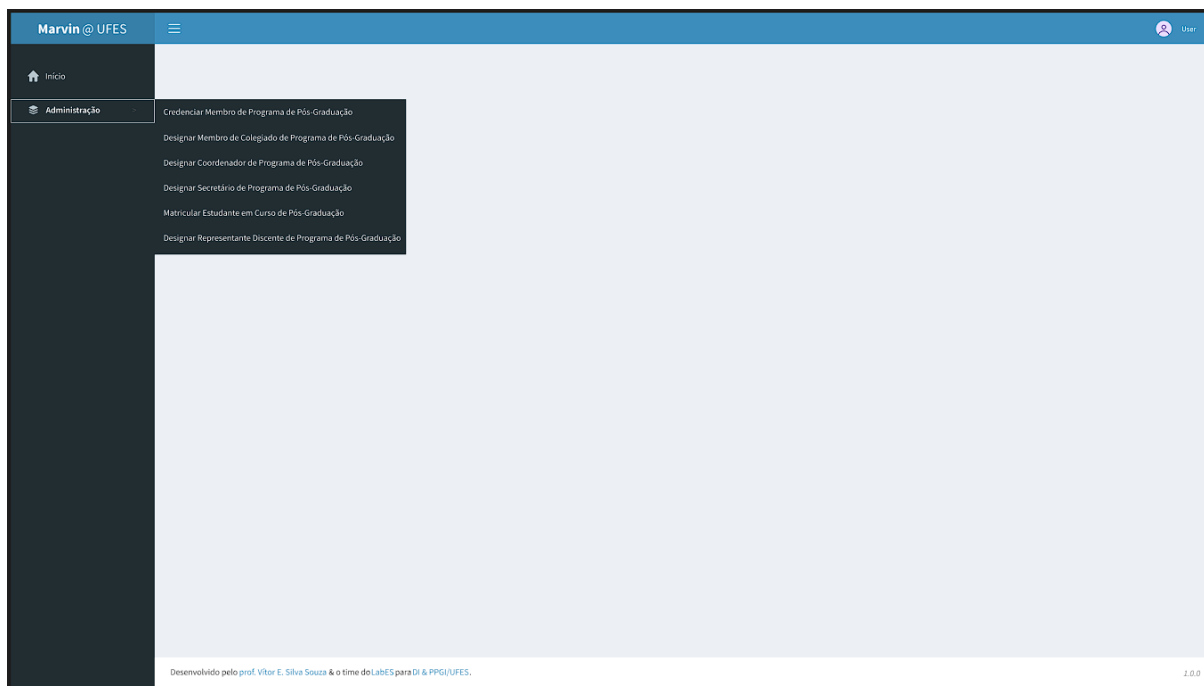 Marvin @ UFES
User
Início
Administração
Credenciar Membro de Programa de Pós-Graduação
Designar Membro de Colegiado de Programa de Pós-Graduação
Designar Coordenador de Programa de Pós-Graduação
Designar Secretário de Programa de Pós-Graduação
Matricular Estudante em Curso de Pós-Graduação
Designar Representante Discente de Programa de Pós-Graduação
Desenvolvido pelo prof. Vítor E. Silva Souza & o time do LabES para DI & PPGI/UFES.
1.0.0